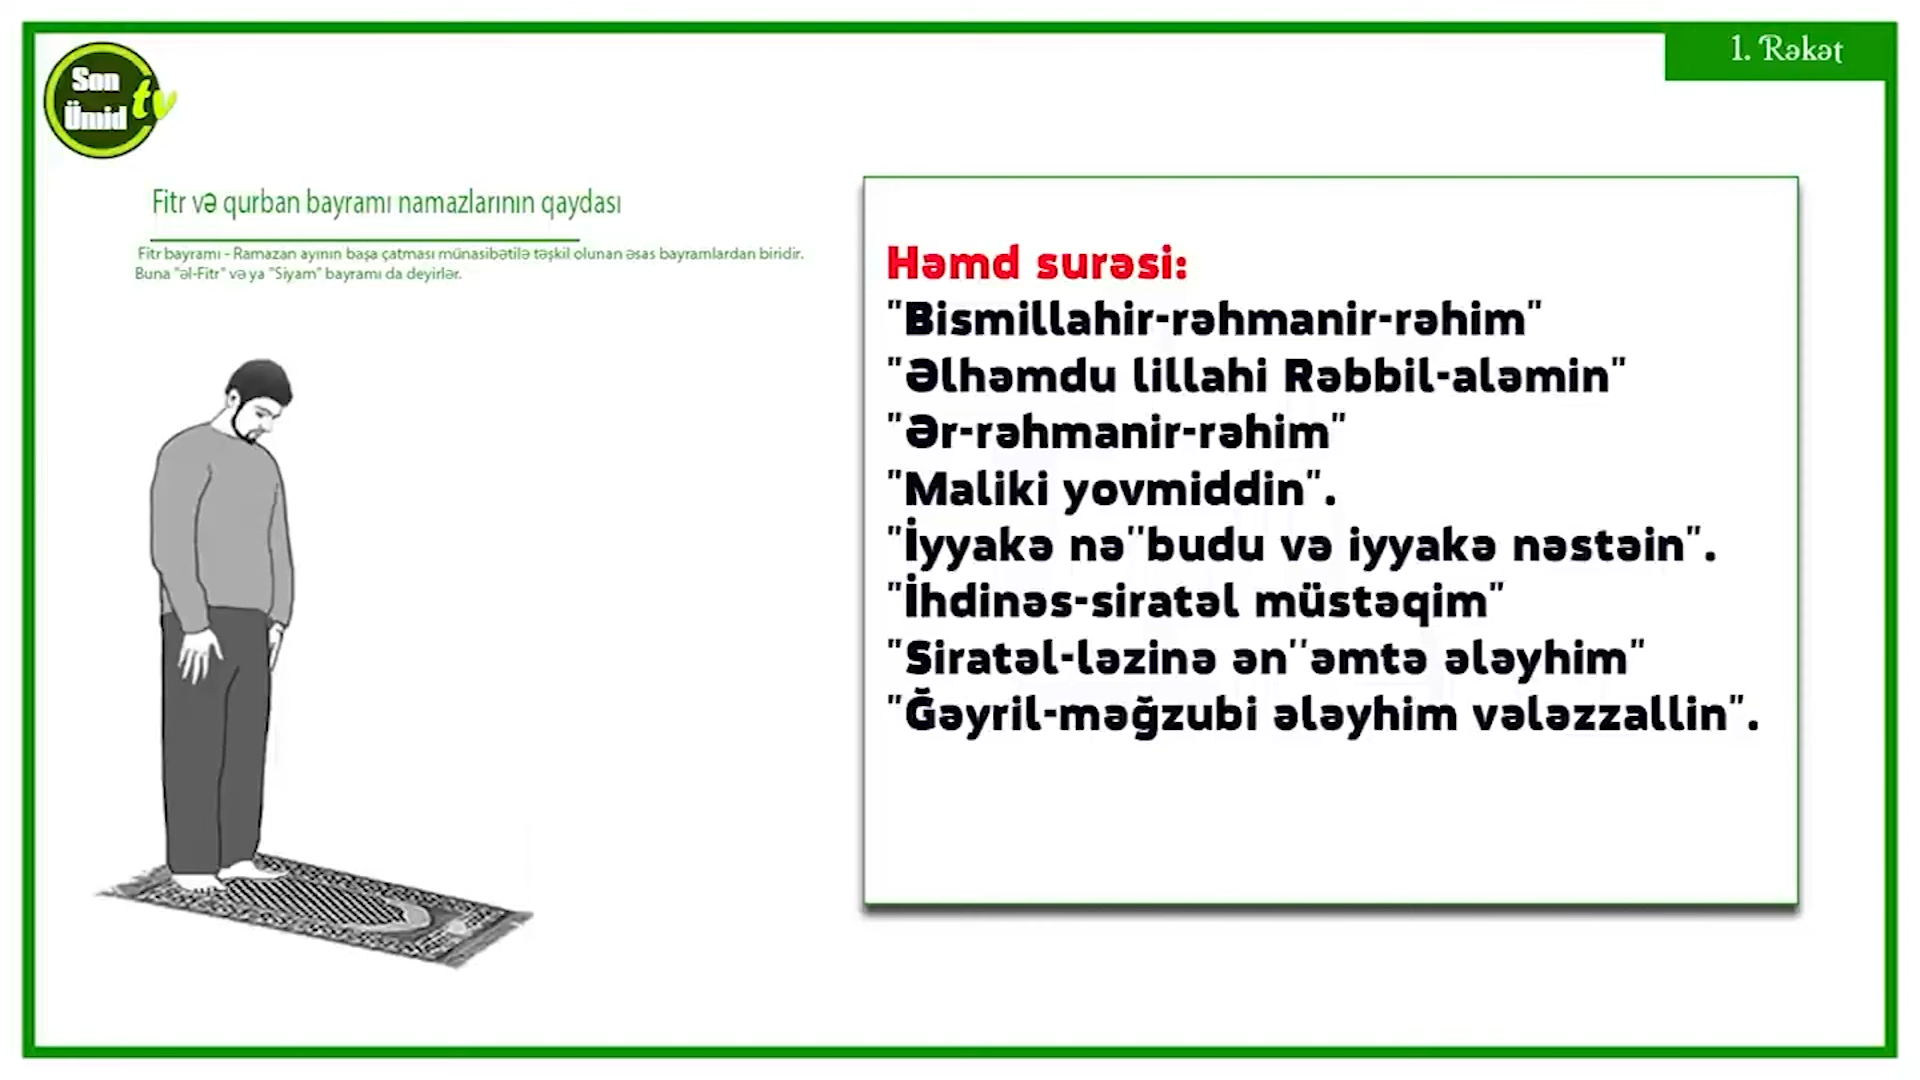 1. Rəkət
Son
Ümid
tv
Fitr və qurban bayramı namazlarının qaydası
Fitr bayramı - Ramazan ayının başa çatması münasibətilə təşkil olunan əsas bayramlardan biridir.
Buna "əl-Fitr" və ya "Siyam" bayramı da deyirlər.
Həmd surəsi:
"Bismillahir-rəhmanir-rəhim"
"Əlhəmdu lillahi Rəbbil-aləmin"
"Ər-rəhmanir-rəhim"
"Maliki yovmiddin".
"İyyakə nə''budu və iyyakə nəstəin".
"İhdinəs-siratəl müstəqim"
"Siratəl-ləzinə ən''əmtə ələyhim"
"Ğəyril-məğzubi ələyhim vələzzallin".